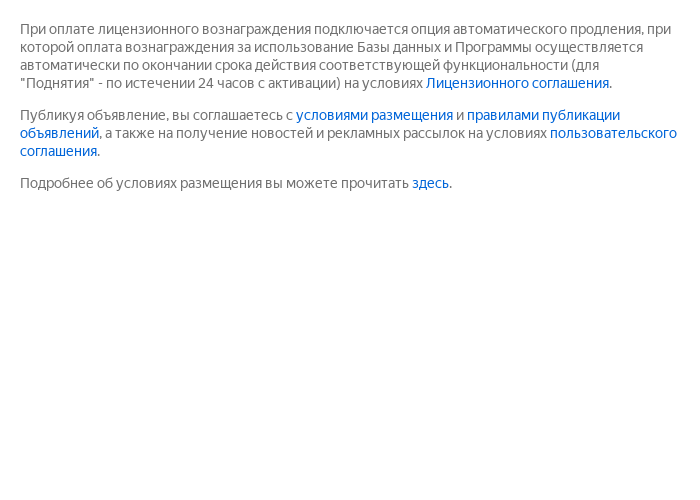 При оплате лицензионного вознаграждения подключается опция автоматического продления, при
которой оплата вознаграждения за использование Базы данных и Программы осуществляется
автоматически по окончании срока действия соответствующей функциональности (для
"Поднятия" - по истечении 24 часов с активации) на условиях Лицензионного соглашения.
Публикуя объявление, вы соглашаетесь с условиями размещения и правилами публикации
объявлений, а также на получение новостей и рекламных рассылок на условиях пользовательского
соглашения.
Подробнее об условиях размещения вы можете прочитать здесь.